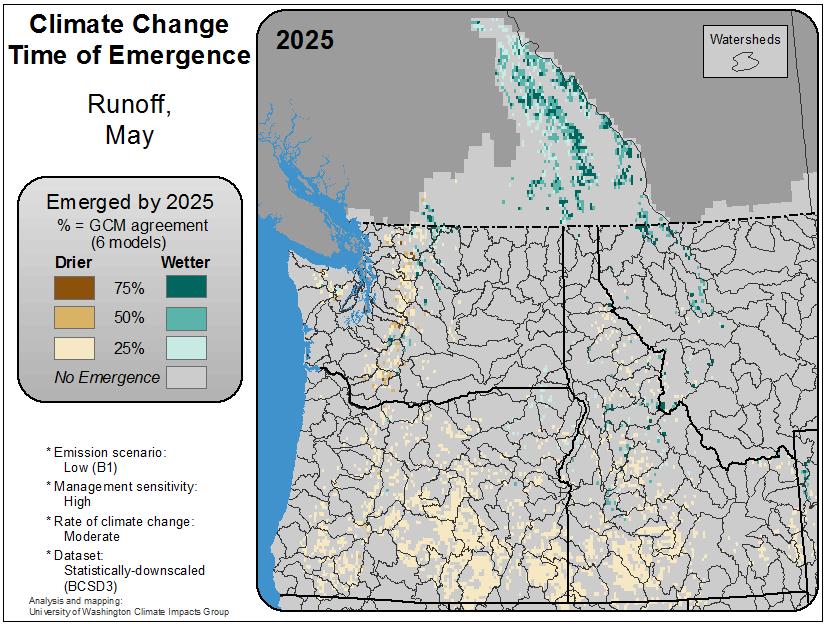 Climate Change
Time of Emergence
Runoff,
May
Emerged by 2025
% = GCM agreement
(6 models)
Drier Wetter
75%
50%
25%
No Emergence
* Emission scenario:
Low (B1)
* Management sensitivity:
High
* Rate of climate change:
Moderate
* Dataset:
Statistically-downscaled
(BCSD3)
Analysis and mapping:
University of Washington Climate Impacts Group
2025
Watersheds